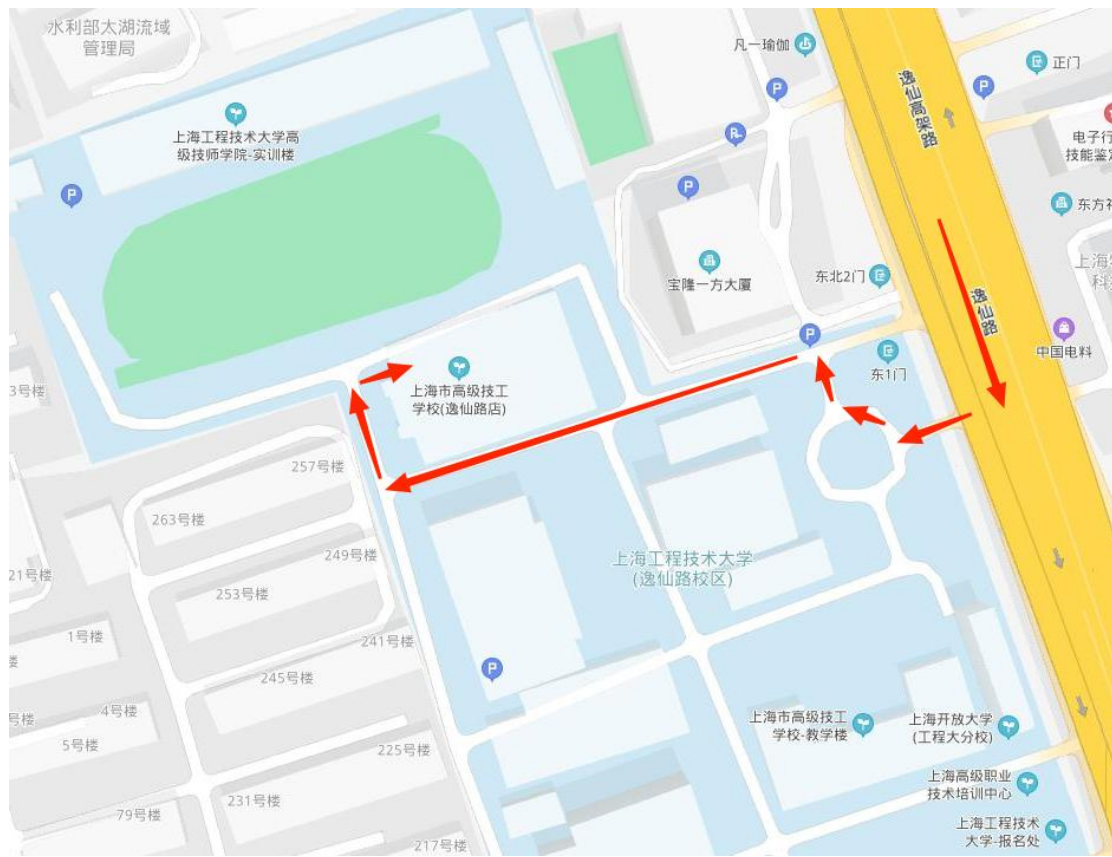 水利部太湖流域
管理局
凡一瑜伽
P
正门
P
P
逸仙高架路
上海工程技术大学高
级技师学院-实训楼
电子行
技能鉴定
P
P
东方
宝隆一方大厦
东北2门
上海
科
逸仙路
P
东1门
中国电料
3号楼
上海市高级技工
学校(逸仙路店)
257号楼
263号楼
249号楼
21号楼
253号楼
上海工程技术大学
(逸仙路校区)
1号楼
241号楼
P
245号楼
4号楼
号楼
5号楼
225号楼
上海市高级技工
学校-教学楼
上海开放大学
(工程大分校)
231号楼
79号楼
上海高级职业
技术培训中心
217号楼
上海工程技术
大学-报名处